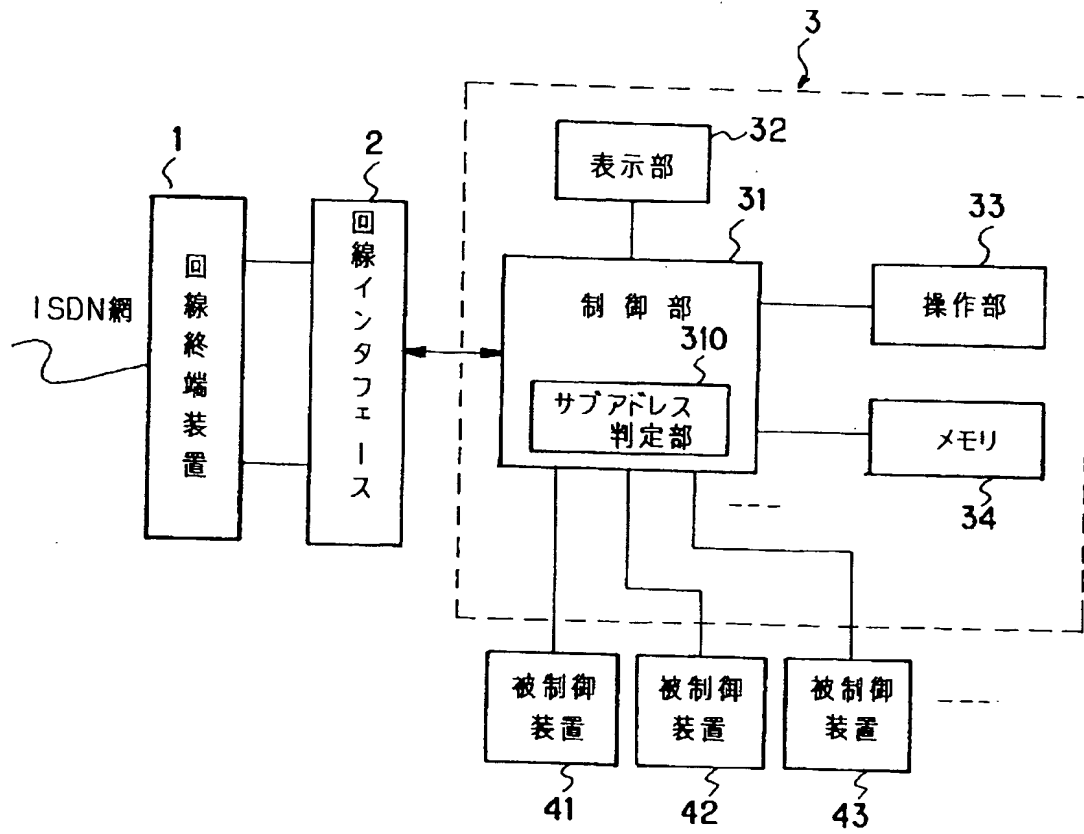 3
32
表示部
1
2
31
33
回線終端装置
回線インタフェース
制御部
操作部
ISDN網
310
サブアドレス
判定部
メモリ
34
被制御
装置
被制御
装置
被制御
装置
41
42
43